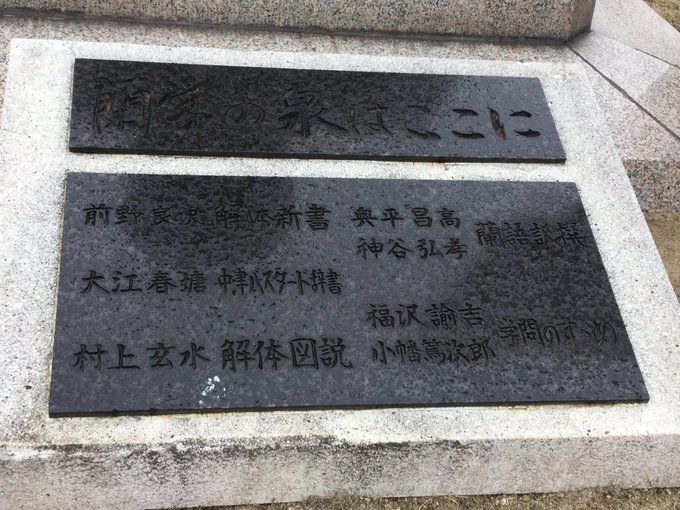 蘭学の泉はここに
前野良沢 解体新書
大江春塘 中津バスタード辞書
村上玄水 解体図説
奥平昌高
神谷弘孝
蘭語訳撰
福沢諭吉
小幡篤次郎
学問のすゝめ